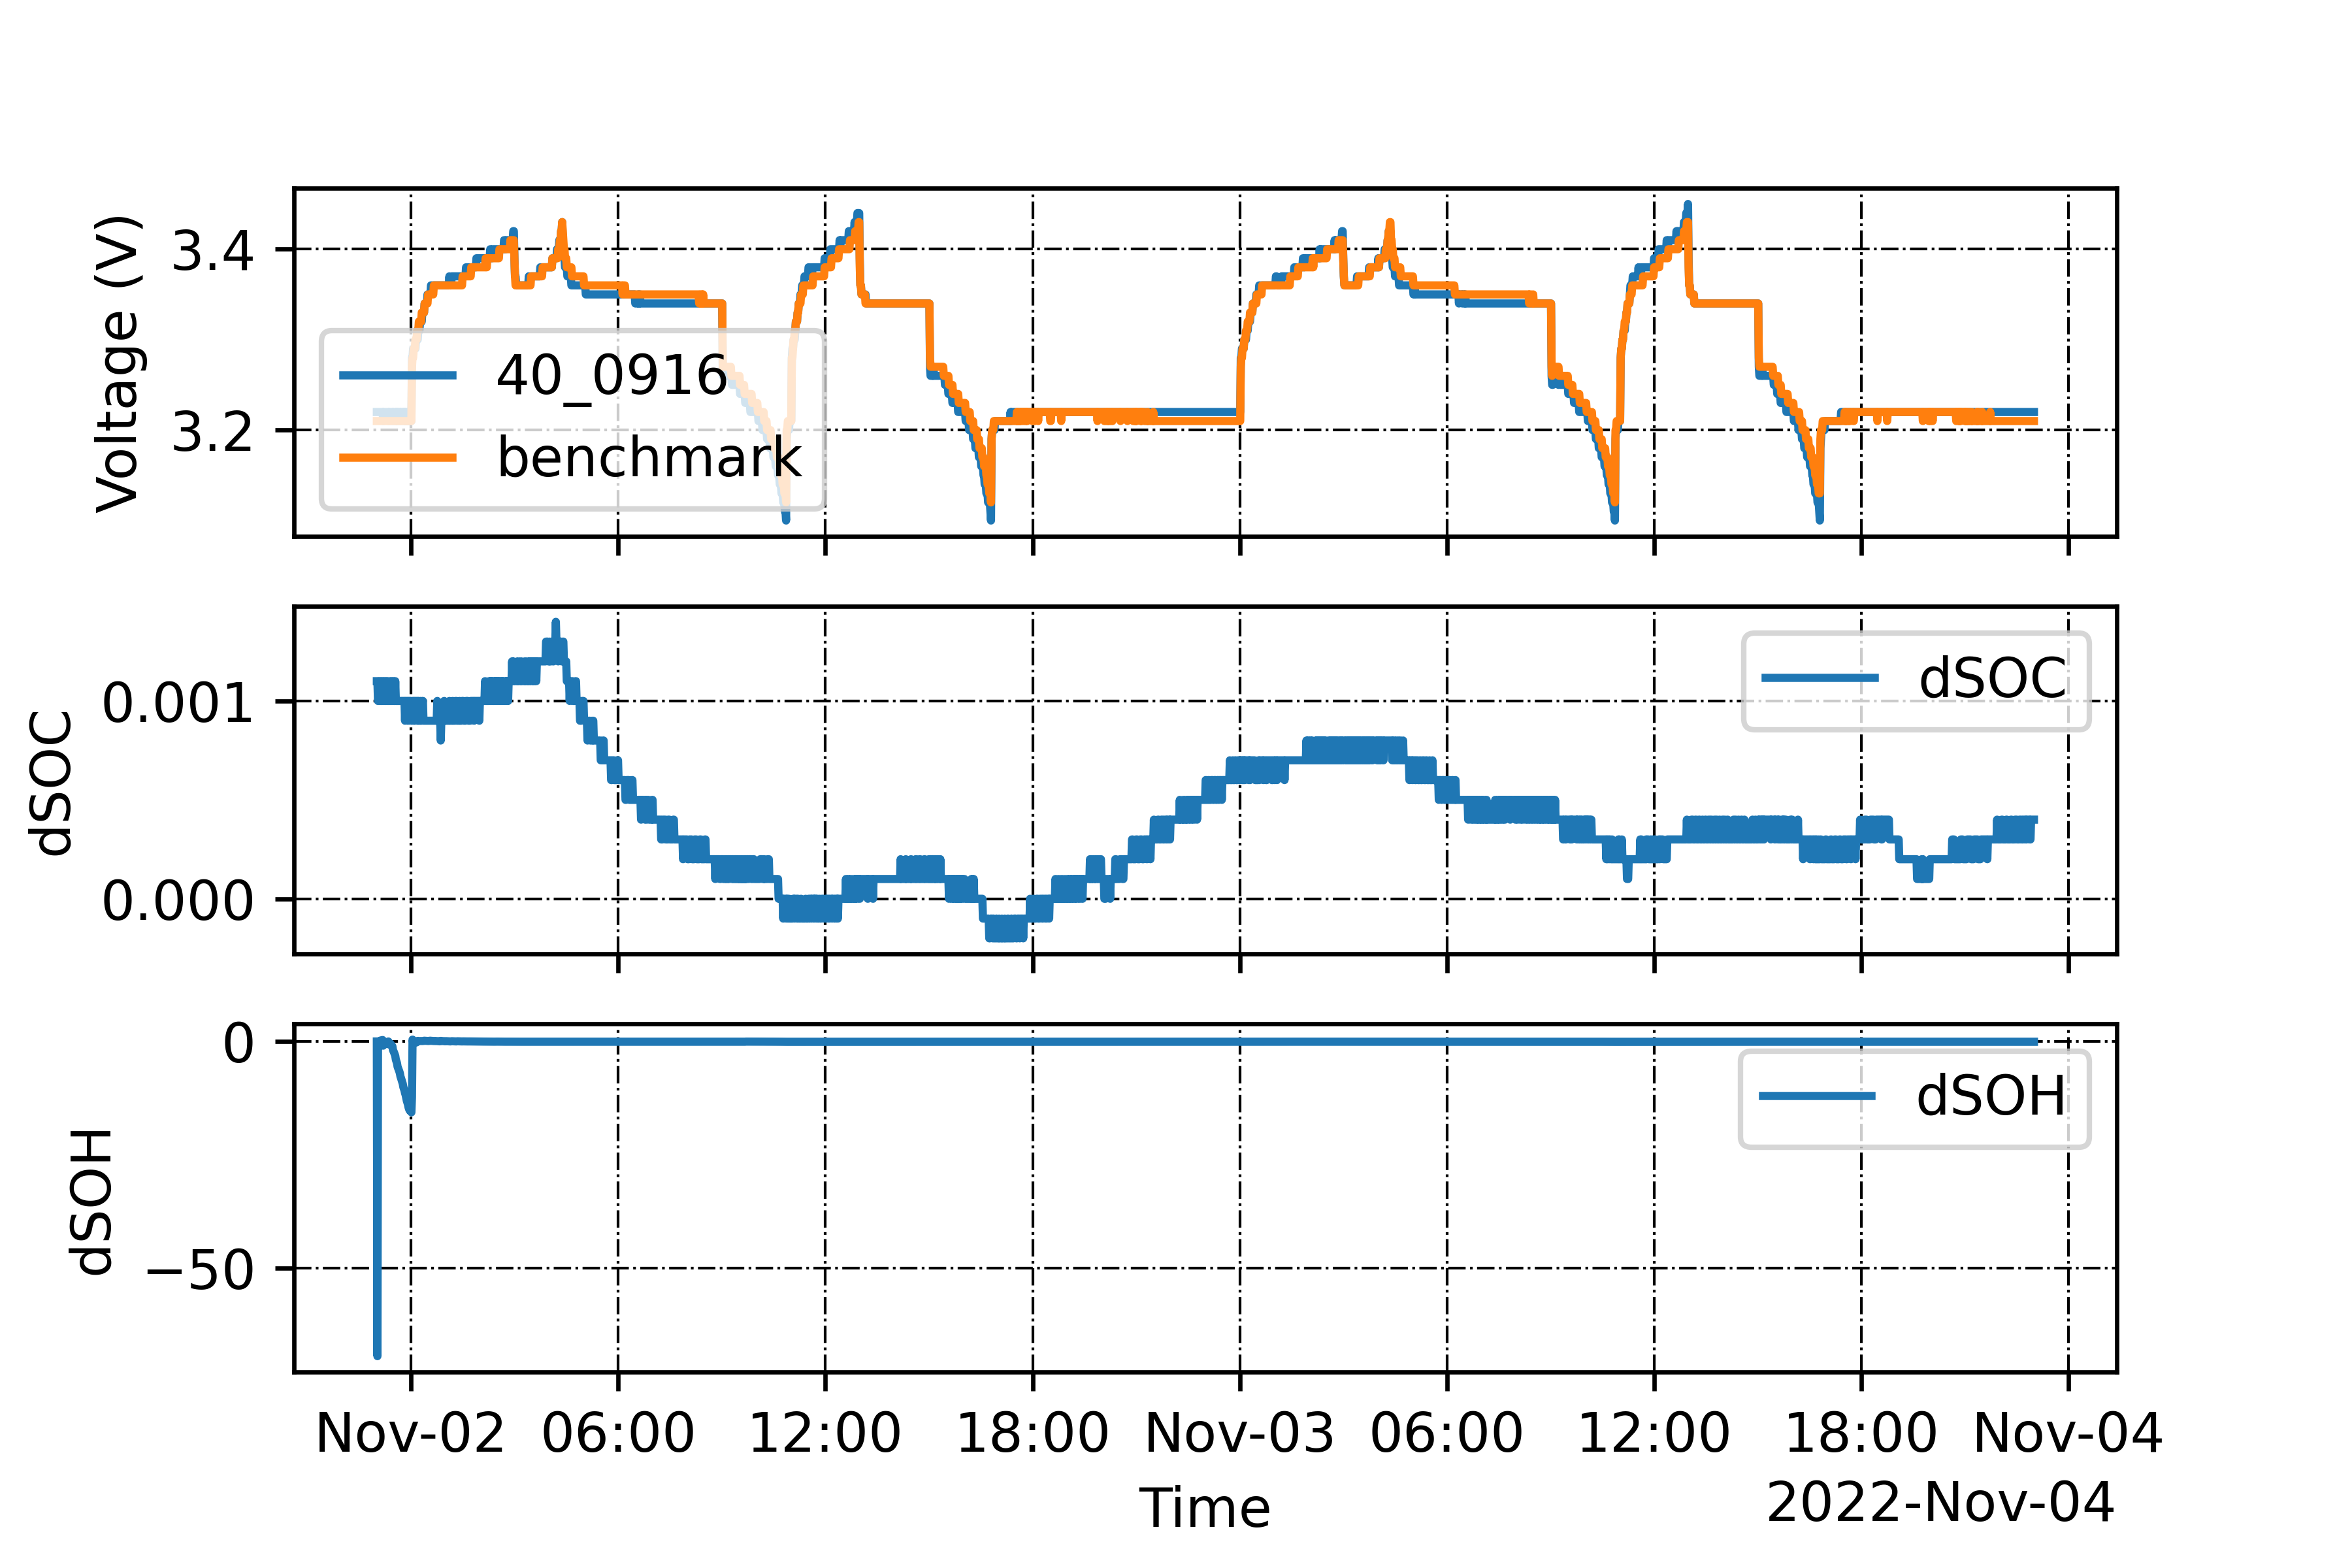 Voltage (V)
3.4
3.2
40_0916
benchmark
dSOC
0.001
0.000
dSOC
dSOH
0
−50
dSOH
Nov-02 06:00 12:00 18:00 Nov-03 06:00 12:00 18:00 Nov-04
Time
2022-Nov-04